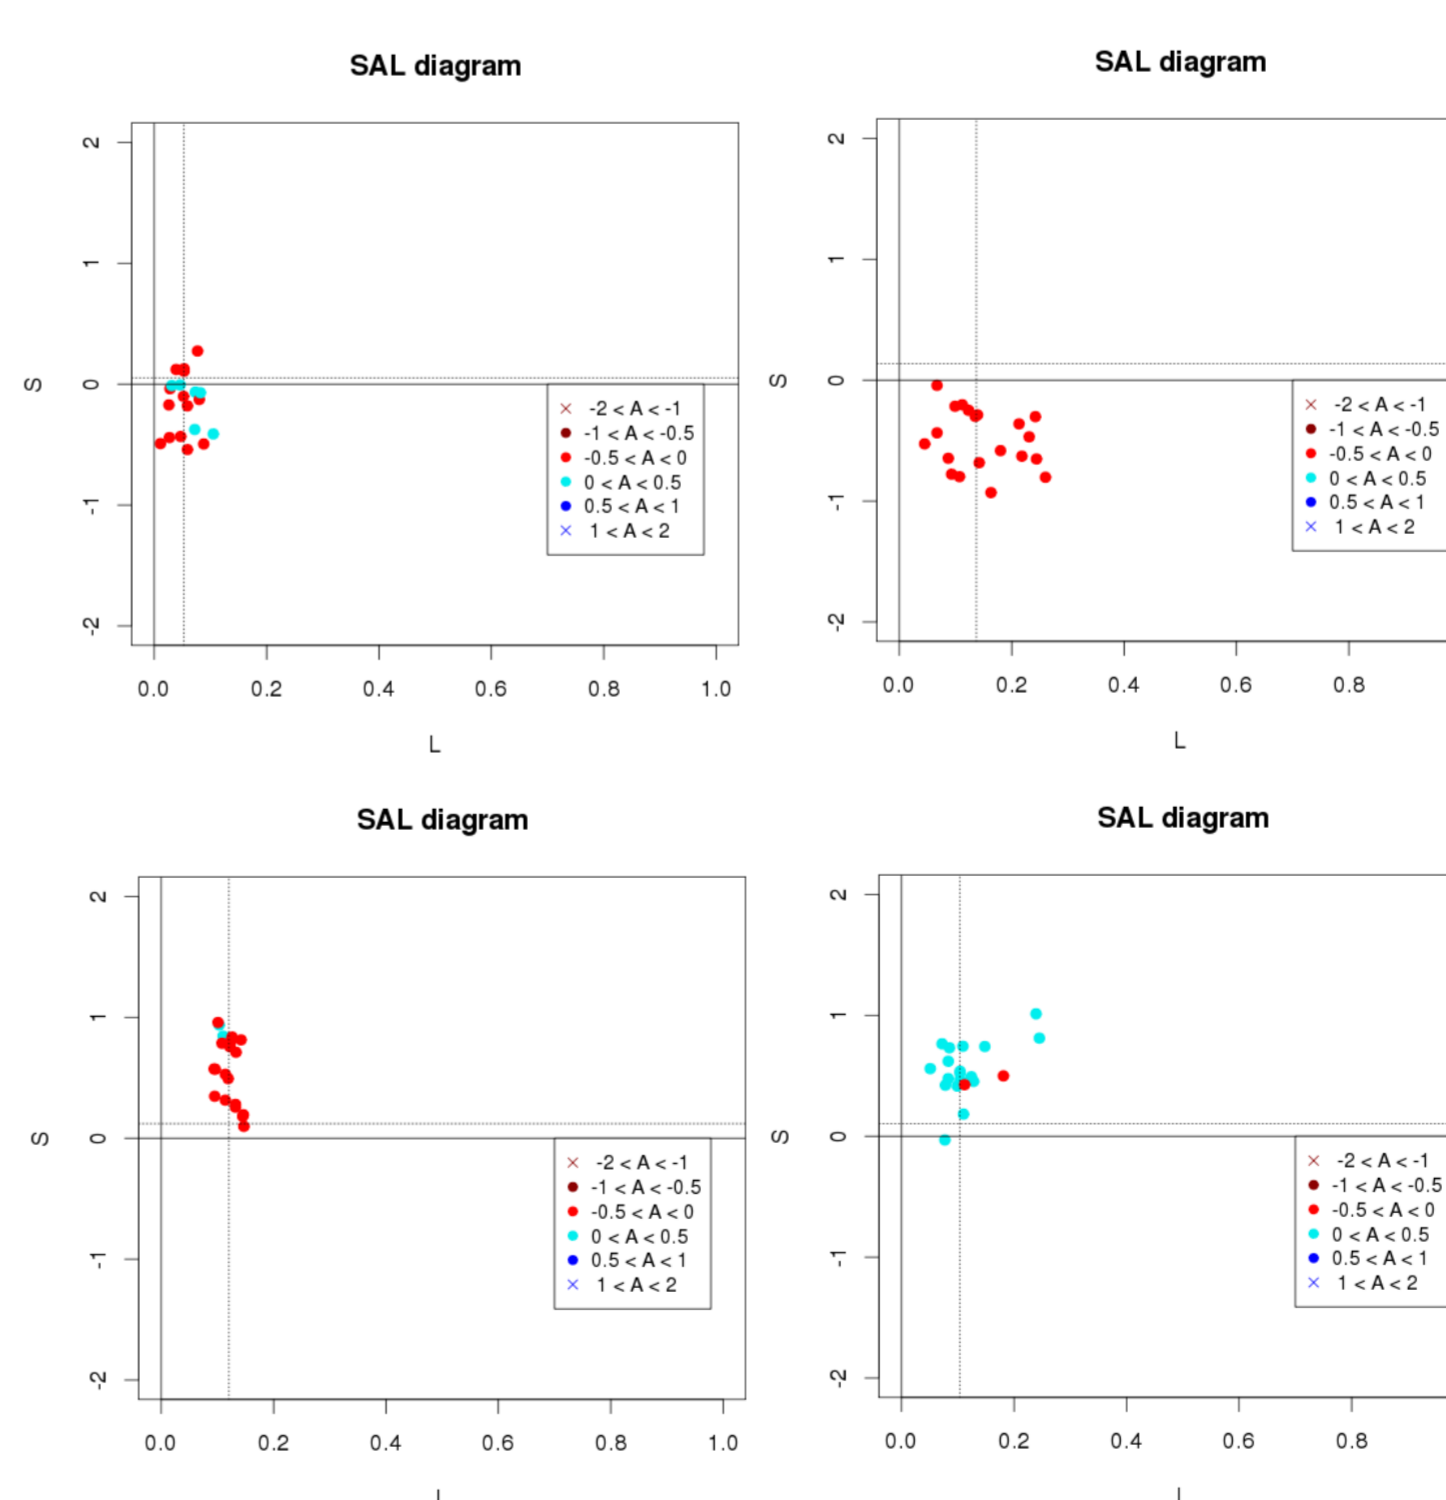 SAL diagram
2
1
0
-1
-2
S
-2 < A < -1
-1 < A < -0.5
-0.5 < A < 0
0 < A < 0.5
0.5 < A < 1
1 < A < 2
0.0 0.2 0.4 0.6 0.8 1.0
L
SAL diagram
2
1
0
-1
-2
S
-2 < A < -1
-1 < A < -0.5
-0.5 < A < 0
0 < A < 0.5
0.5 < A < 1
1 < A < 2
0.0 0.2 0.4 0.6 0.8
L
SAL diagram
2
1
0
-1
-2
S
-2 < A < -1
-1 < A < -0.5
-0.5 < A < 0
0 < A < 0.5
0.5 < A < 1
1 < A < 2
0.0 0.2 0.4 0.6 0.8 1.0
SAL diagram
2
1
0
-1
-2
S
-2 < A < -1
-1 < A < -0.5
-0.5 < A < 0
0 < A < 0.5
0.5 < A < 1
1 < A < 2
0.0 0.2 0.4 0.6 0.8